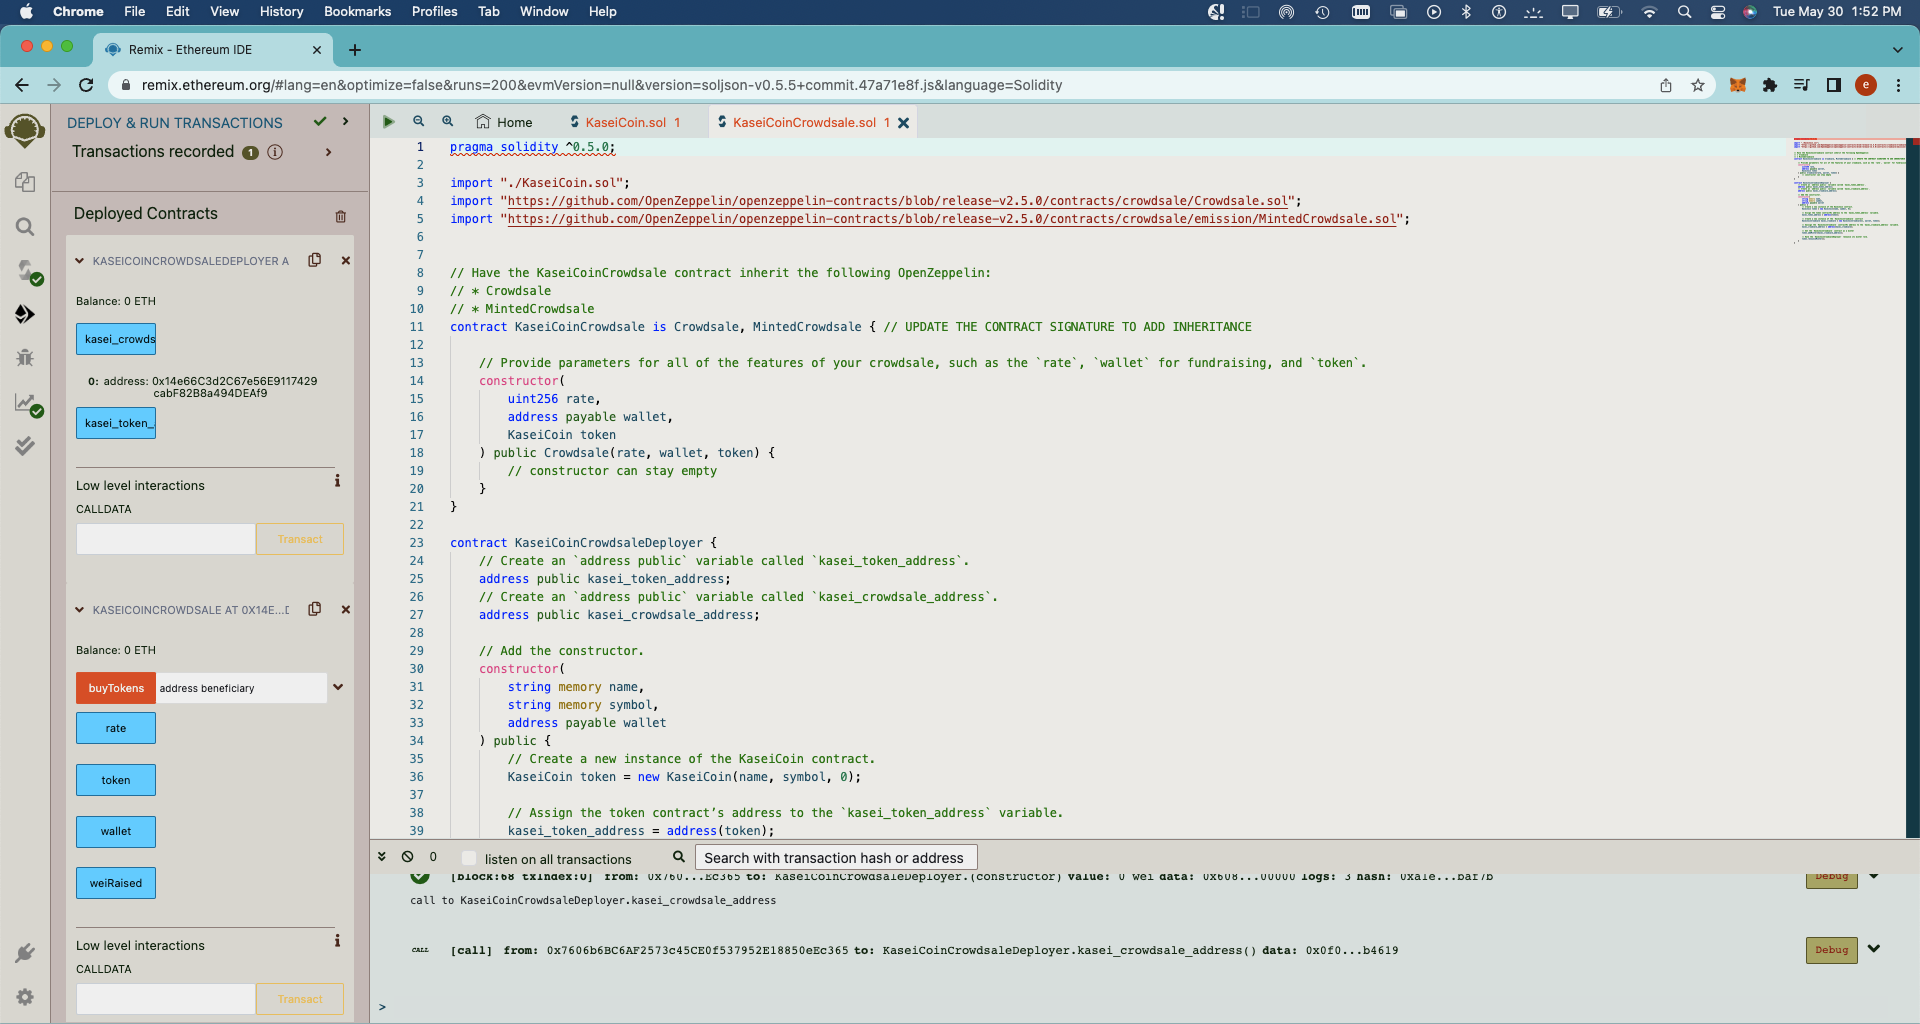 Chrome File Edit View History Bookmarks Profiles Tab Window Help Tue May 30 1:52 PM
Remix - Ethereum IDE
remix.ethereum.org/#lang=en&optimize=false&runs=200&evmVersion=null&version=soljson-v0.5.5+commit.47a71e8f.js&language=Solidity
e
DEPLOY & RUN TRANSACTIONS
Transactions recorded 1 i
Deployed Contracts
KASEICOINCROWDSALEDEPLOYER A
Balance: 0 ETH
kasei_crowds
0: address: 0x14e66C3d2C67e56E9117429
cabF82B8a494DEAf9
kasei_token_
Low level interactions
CALLDATA
Transact
KASEICOINCROWDSALE AT 0X14E...D
Balance: 0 ETH
buyTokens address beneficiary
rate
token
wallet
weiRaised
Low level interactions
CALLDATA
Transact
Home KaseiCoin.sol 1 KaseiCoinCrowdsale.sol 1
1 pragma solidity ^0.5.0;
2
3 import "./KaseiCoin.sol";
4 import "https://github.com/OpenZeppelin/openzeppelin-contracts/blob/release-v2.5.0/contracts/crowdsale/Crowdsale.sol";
5 import "https://github.com/OpenZeppelin/openzeppelin-contracts/blob/release-v2.5.0/contracts/crowdsale/emission/MintedCrowdsale.sol";
6
7
8 // Have the KaseiCoinCrowdsale contract inherit the following OpenZeppelin:
9 // * Crowdsale
10 // * MintedCrowdsale
11 contract KaseiCoinCrowdsale is Crowdsale, MintedCrowdsale { // UPDATE THE CONTRACT SIGNATURE TO ADD INHERITANCE
12
13 // Provide parameters for all of the features of your crowdsale, such as the `rate`, `wallet` for fundraising, and `token`.
14 constructor(
15 uint256 rate,
16 address payable wallet,
17 KaseiCoin token
18 ) public Crowdsale(rate, wallet, token) {
19 // constructor can stay empty
20 }
21 }
22
23 contract KaseiCoinCrowdsaleDeployer {
24 // Create an `address public` variable called `kasei_token_address`.
25 address public kasei_token_address;
26 // Create an `address public` variable called `kasei_crowdsale_address`.
27 address public kasei_crowdsale_address;
28
29 // Add the constructor.
30 constructor(
31 string memory name,
32 string memory symbol,
33 address payable wallet
34 ) public {
35 // Create a new instance of the KaseiCoin contract.
36 KaseiCoin token = new KaseiCoin(name, symbol, 0);
37
38 // Assign the token contract's address to the `kasei_token_address` variable.
39 kasei_token_address = address(token);
0 listen on all transactions Search with transaction hash or address
[block:68 txIndex:0] from: 0x760...Ec365 to: KaseiCoinCrowdsaleDeployer.(constructor) value: 0 wei data: 0x608...00000 logs: 3 hash: 0xa1e...baf7b Debug
call to KaseiCoinCrowdsaleDeployer.kasei_crowdsale_address
CALL [call] from: 0x7606b6BC6AF2573c45CE0f537952E18850eEc365 to: KaseiCoinCrowdsaleDeployer.kasei_crowdsale_address() data: 0x0f0...b4619 Debug
>